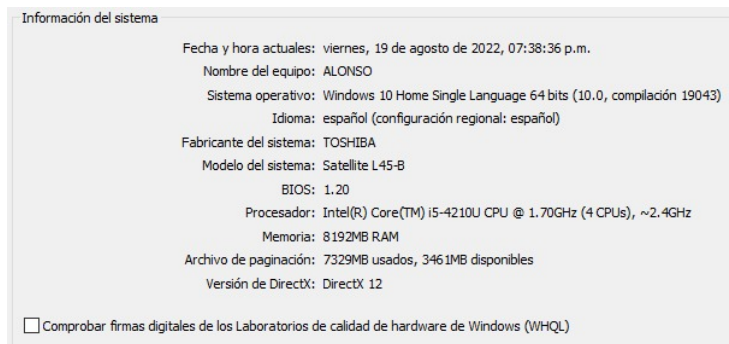 Información del sistema
Fecha y hora actuales: viernes, 19 de agosto de 2022, 07:38:36 p.m.
Nombre del equipo: ALONSO
Sistema operativo: Windows 10 Home Single Language 64 bits (10.0, compilación 19043)
Idioma: español (configuración regional: español)
Fabricante del sistema: TOSHIBA
Modelo del sistema: Satellite L45-B
BIOS: 1.20
Procesador: Intel(R) Core(TM) i5-4210U CPU @ 1.70GHz (4 CPUs), ~2.4GHz
Memoria: 8192MB RAM
Archivo de paginación: 7329MB usados, 3461MB disponibles
Versión de DirectX: DirectX 12
Comprobar firmas digitales de los Laboratorios de calidad de hardware de Windows (WHQL)